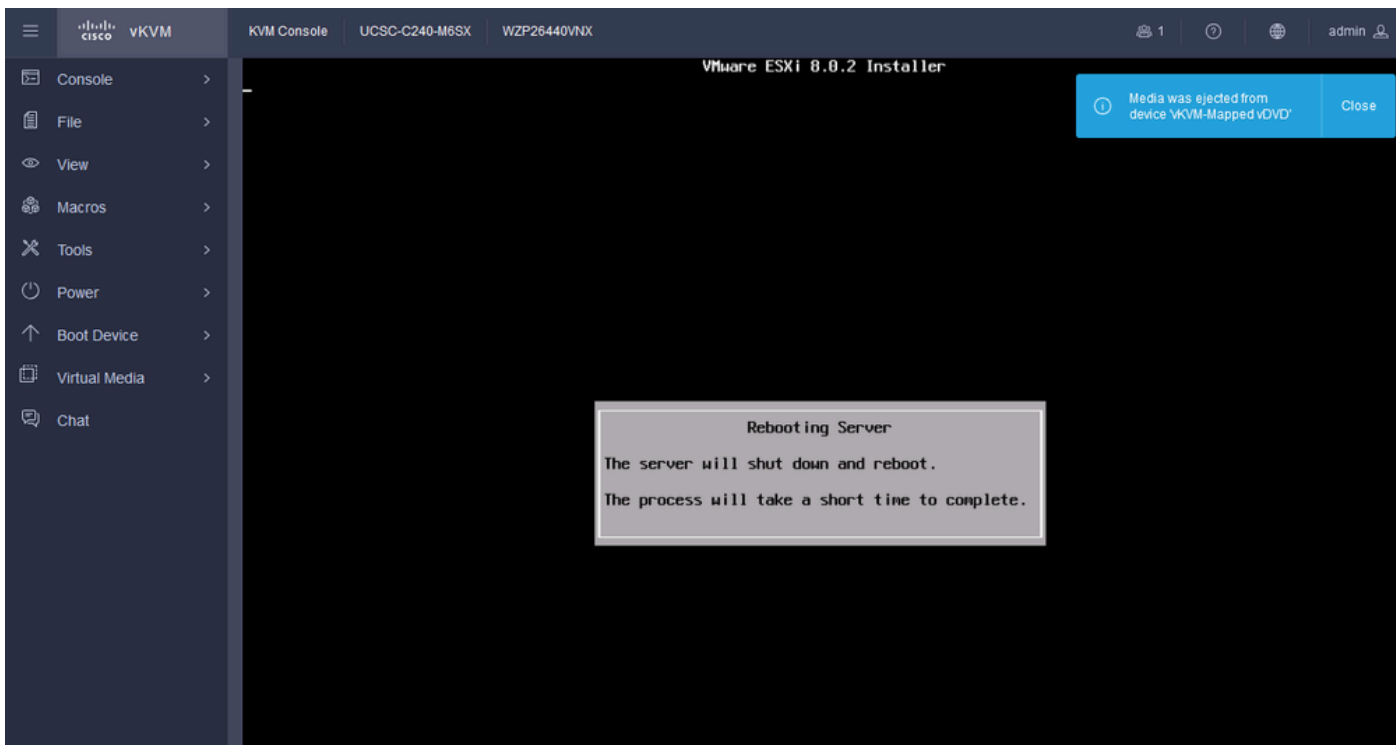 cisco vKVM
KVM Console UCSC-C240-M6SX WZP26440VNX
1 admin
Console
File
View
Macros
Tools
Power
Boot Device
Virtual Media
Chat
VMware ESXi 8.0.2 Installer
Media was ejected from
device 'vKVM-Mapped vDVD'
Close
Rebooting Server
The server will shut down and reboot.
The process will take a short time to complete.